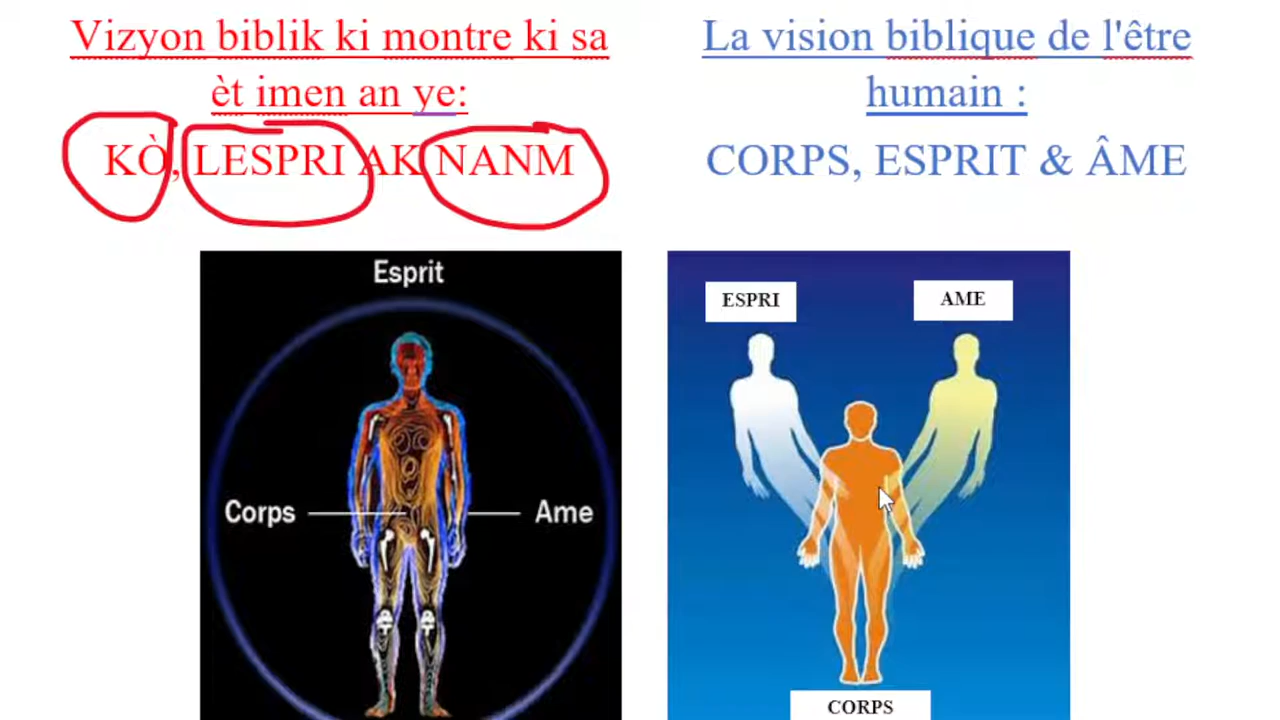 Vizyon biblik ki montre ki sa
èt imen an ye:
KÒ, LESPRI AK NANM
La vision biblique de l'être
humain :
CORPS, ESPRIT & ÂME
Esprit
Corps
Ame
ESPRI
AME
CORPS